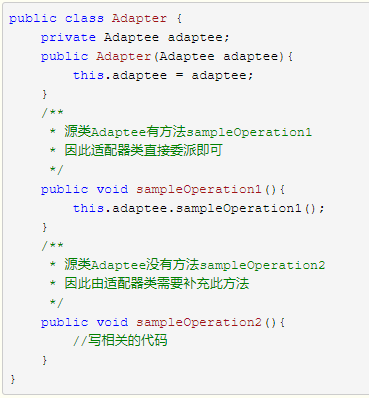 public class Adapter {
    private Adaptee adaptee;
    public Adapter(Adaptee adaptee){
        this.adaptee = adaptee;
    }
    /**
     * 源类Adaptee有方法sampleOperation1
     * 因此适配器类直接委派即可
     */
    public void sampleOperation1(){
        this.adaptee.sampleOperation1();
    }
    /**
     * 源类Adaptee没有方法sampleOperation2
     * 因此由适配器类需要补充此方法
     */
    public void sampleOperation2(){
        //写相关的代码
    }
}